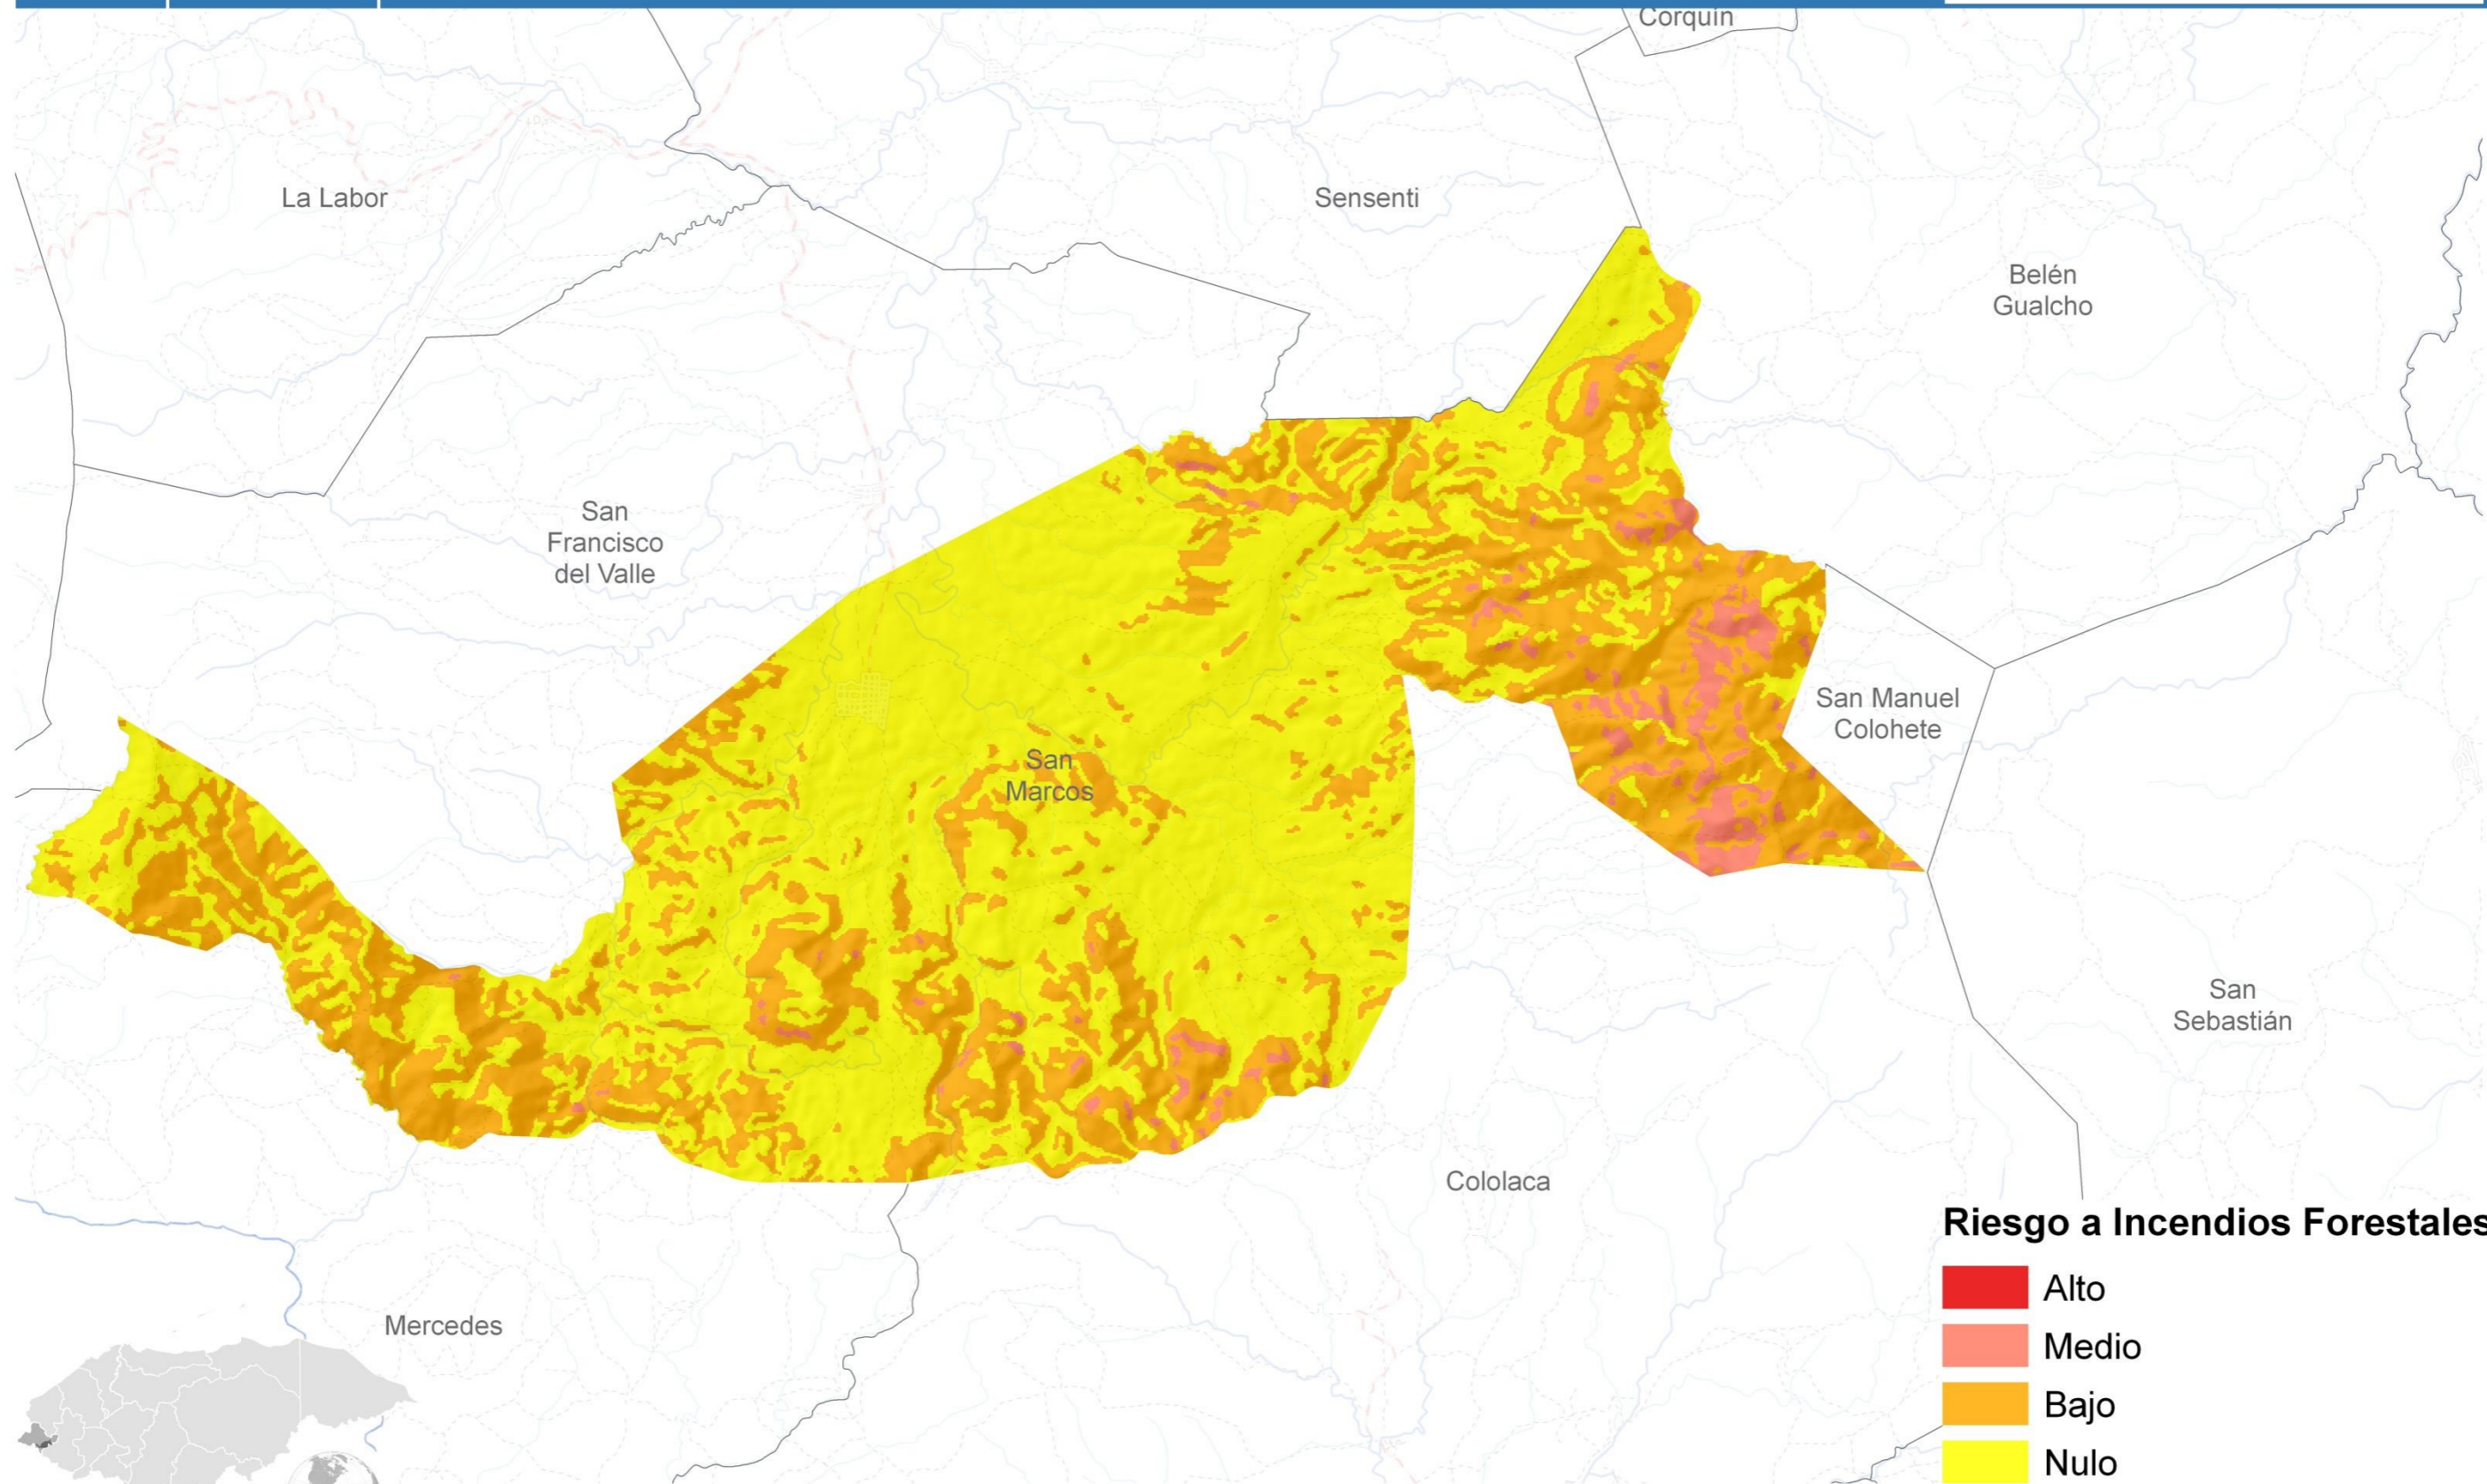 Corquín
La Labor
Sensenti
Belén
Gualcho
San
Francisco
del Valle
San Manuel
Colohete
San
Marcos
San
Sebastián
Cololaca
Mercedes
Riesgo a Incendios Forestales
Alto
Medio
Bajo
Nulo